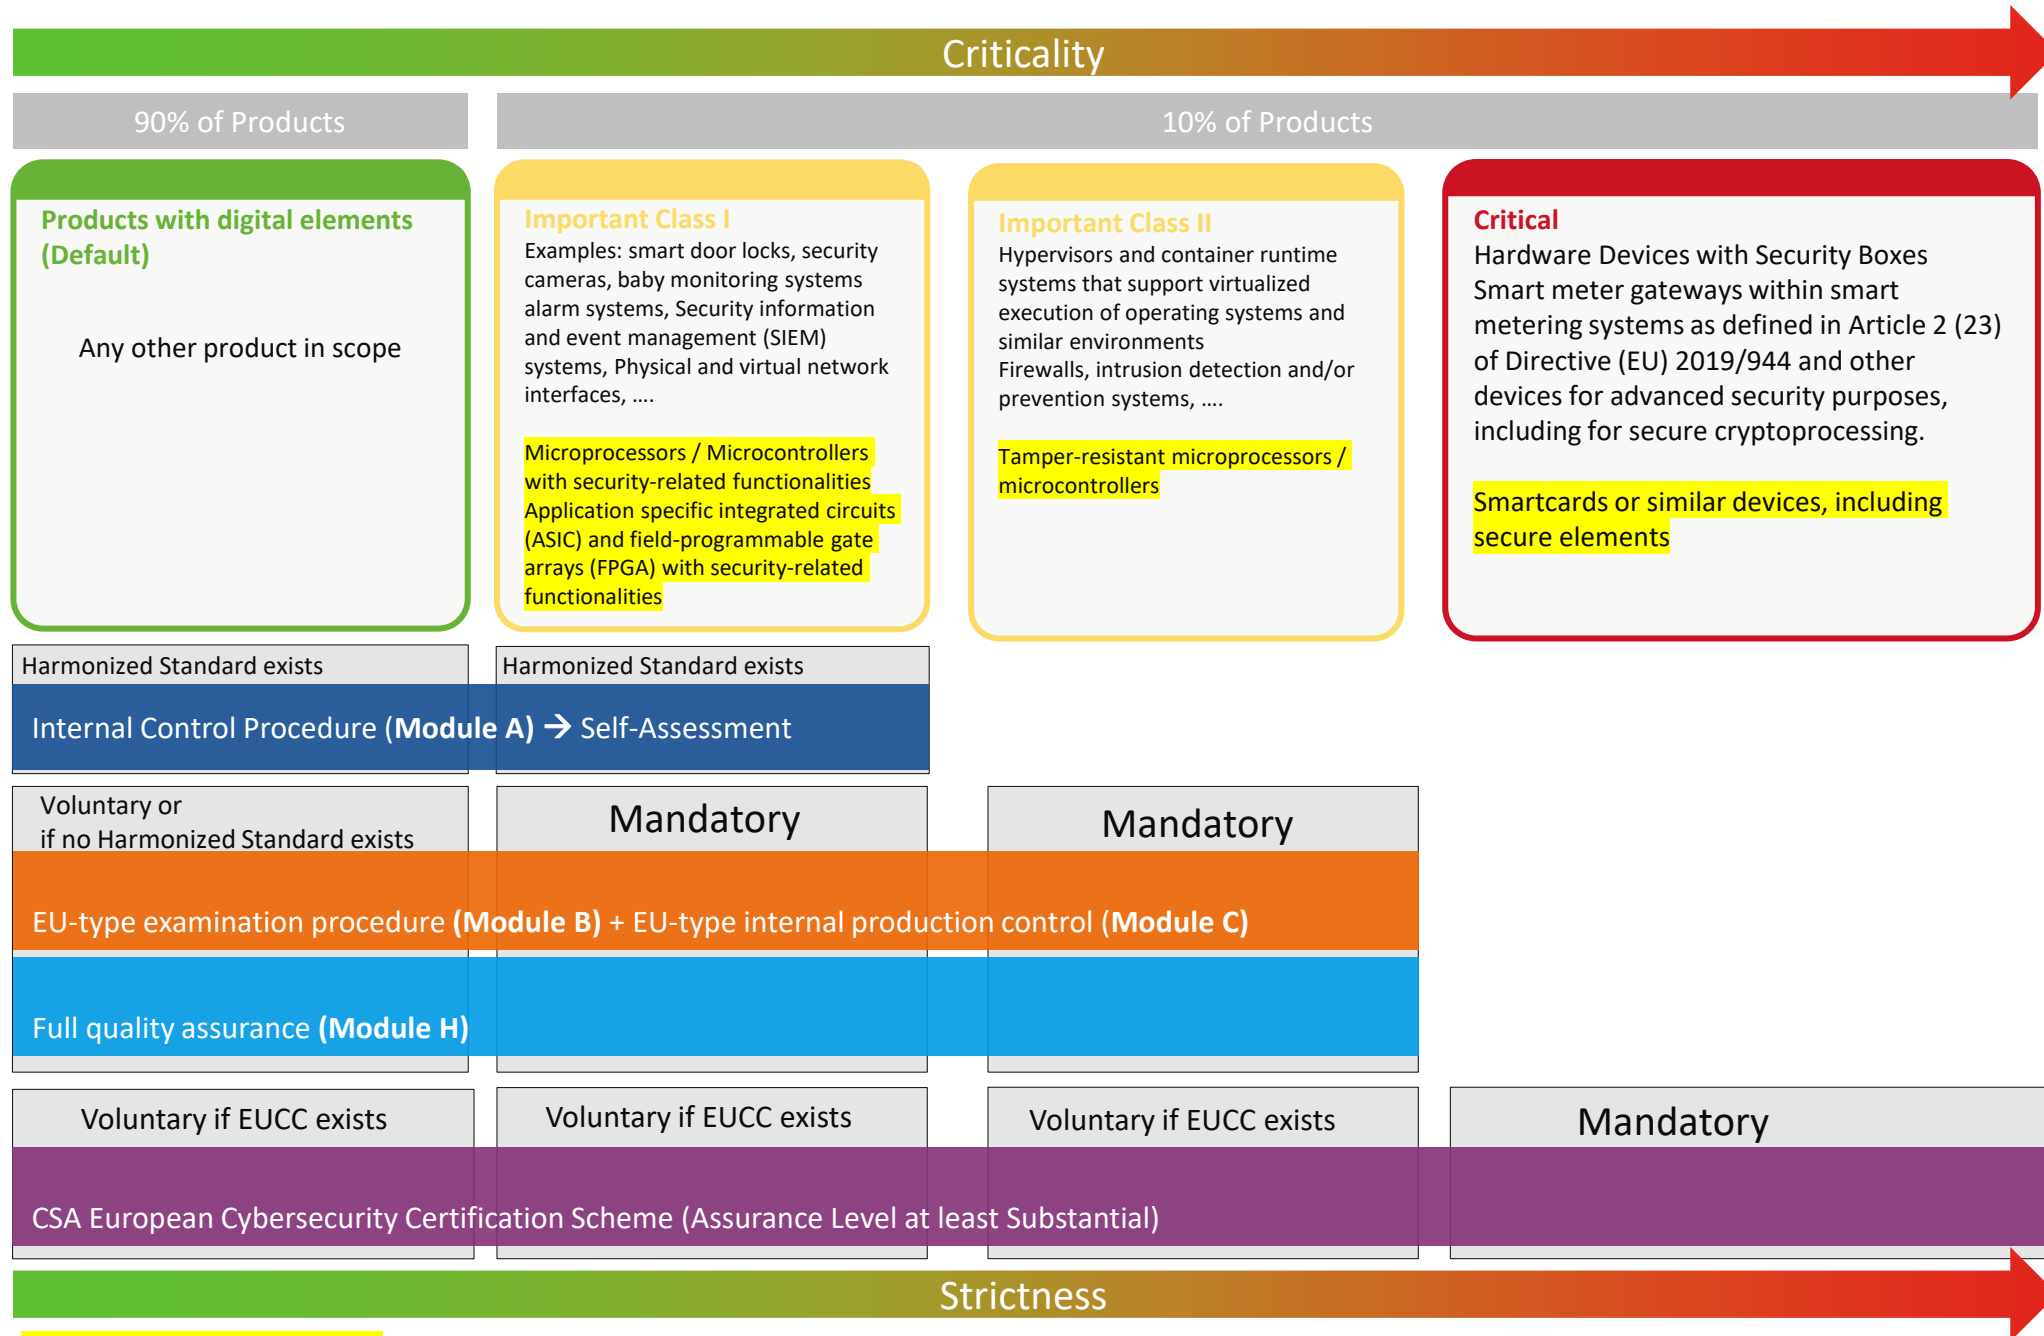 Criticality
90% of Products
10% of Products
Products with digital elements
(Default)
Any other product in scope
Important Class I
Examples: smart door locks, security
cameras, baby monitoring systems
alarm systems, Security information
and event management (SIEM)
systems, Physical and virtual network
interfaces, ....
Microprocessors / Microcontrollers
with security-related functionalities
Application specific integrated circuits
(ASIC) and field-programmable gate
arrays (FPGA) with security-related
functionalities
Important Class II
Hypervisors and container runtime
systems that support virtualized
execution of operating systems and
similar environments
Firewalls, intrusion detection and/or
prevention systems, ....
Tamper-resistant microprocessors /
microcontrollers
Critical
Hardware Devices with Security Boxes
Smart meter gateways within smart
metering systems as defined in Article 2 (23)
of Directive (EU) 2019/944 and other
devices for advanced security purposes,
including for secure cryptoprocessing.
Smartcards or similar devices, including
secure elements
Harmonized Standard exists
Harmonized Standard exists
Internal Control Procedure (Module A) → Self-Assessment
Voluntary or
if no Harmonized Standard exists
Mandatory
Mandatory
EU-type examination procedure (Module B) + EU-type internal production control (Module C)
Full quality assurance (Module H)
Voluntary if EUCC exists
Voluntary if EUCC exists
Voluntary if EUCC exists
Mandatory
CSA European Cybersecurity Certification Scheme (Assurance Level at least Substantial)
Strictness